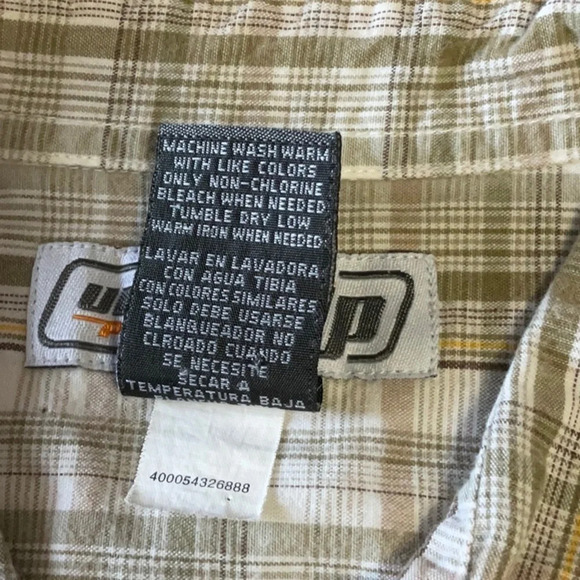 MACHINE WASH WARM
WITH LIKE COLORS
ONLY NON-CHLORINE
BLEACH WHEN NEEDED
TUMBLE DRY LOW
WARM IRON WHEN NEEDED
LAVAR EN LAVADORA
CON AGUA TIBIA
CON COLORES SIMILARES
SOLO DEBE USARSE
BLANQUEADOR NO
CLROADO CUANDO
SE NECESITE
SECAR A
TEMPERATURA BAJA
400054326888